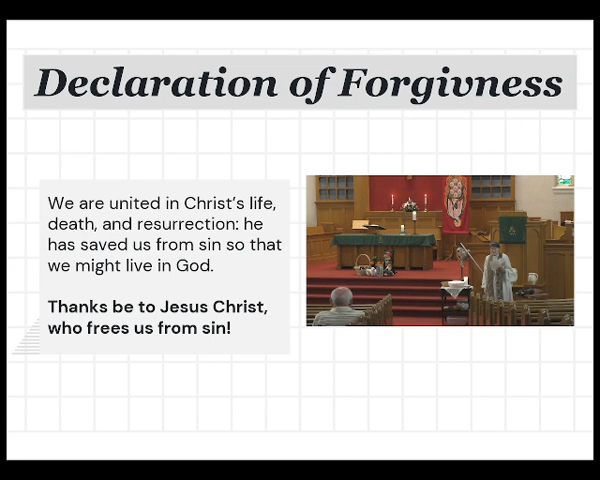 Declaration of Forgivness
We are united in Christ's life,
death, and resurrection: he
has saved us from sin so that
we might live in God.
Thanks be to Jesus Christ,
who frees us from sin!